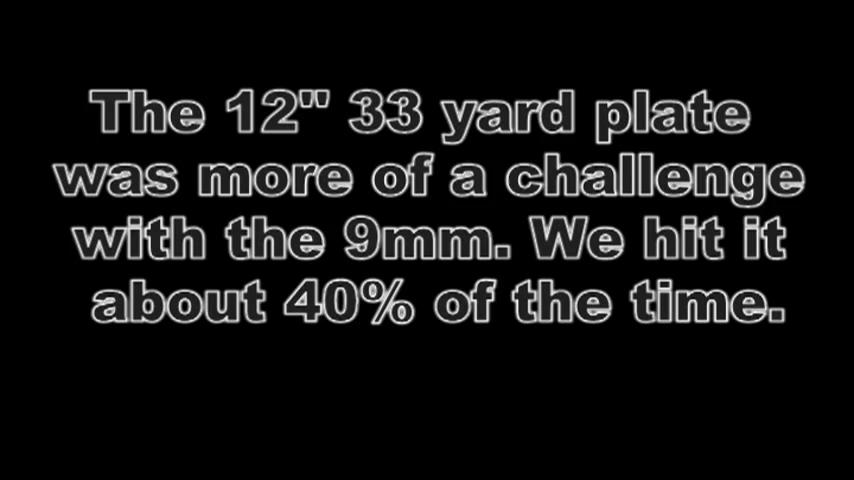 The 12" 33 yard plate
was more of a challenge
with the 9mm. We hit it
about 40% of the time.